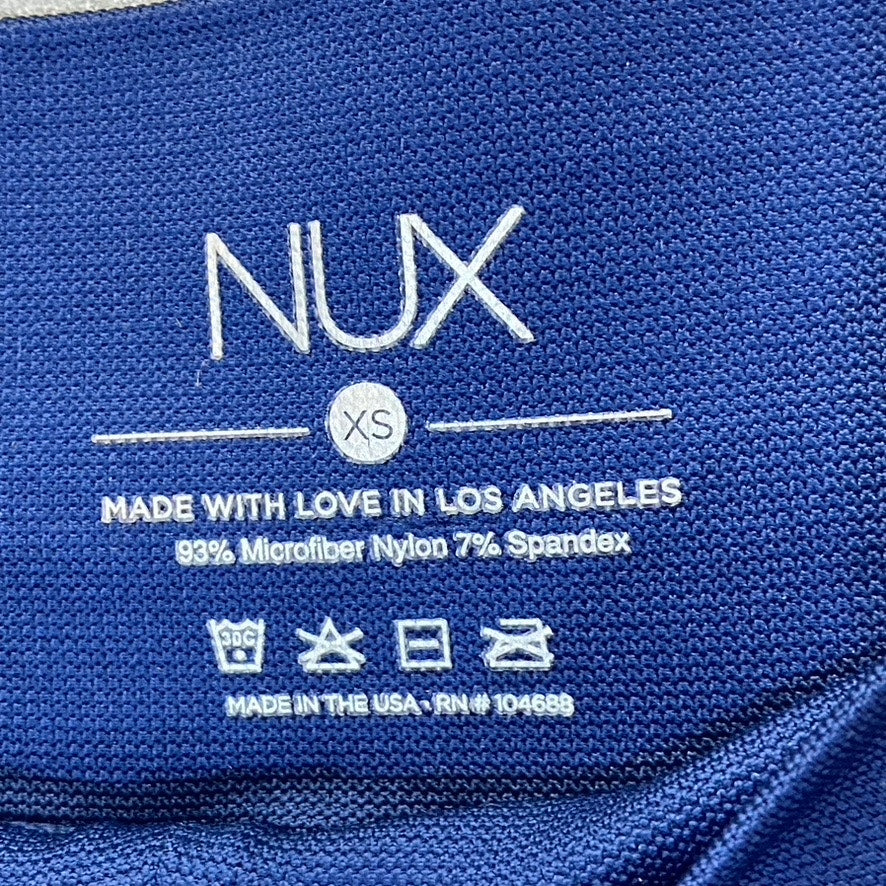 NUX
XS
MADE WITH LOVE IN LOS ANGELES
93% Microfiber Nylon 7% Spandex
30C
MADE IN THE USA • RN # 104688